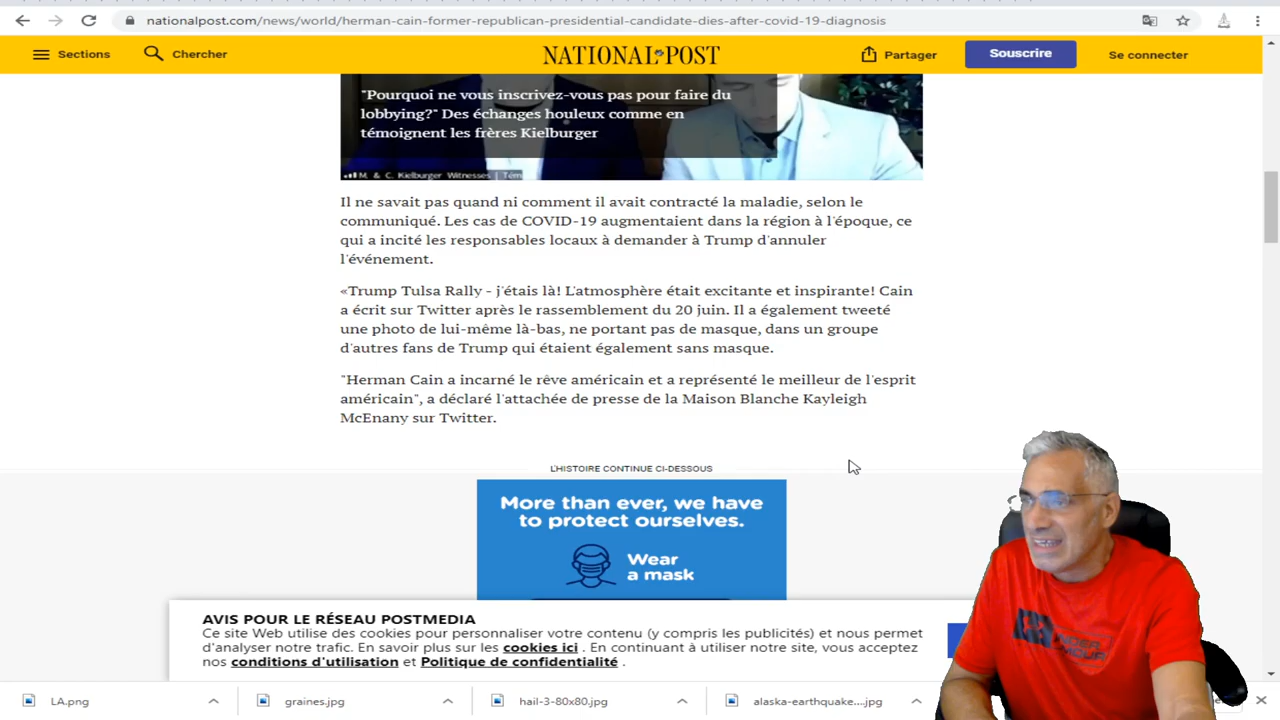 nationalpost.com/news/world/herman-cain-former-republican-presidential-candidate-dies-after-covid-19-diagnosis
Sections
Chercher
NATIONAL POST
Partager
Souscrire
Se connecter
"Pourquoi ne vous inscrivez-vous pas pour faire du
lobbying?" Des échanges houleux comme en
témoignent les frères Kielburger
M. & C. Kielburger Witnesses | Tém
Il ne savait pas quand ni comment il avait contracté la maladie, selon le
communiqué. Les cas de COVID-19 augmentaient dans la région à l'époque, ce
qui a incité les responsables locaux à demander à Trump d'annuler
l'événement.
«Trump Tulsa Rally - j'étais là! L'atmosphère était excitante et inspirante! Cain
a écrit sur Twitter après le rassemblement du 20 juin. Il a également tweeté
une photo de lui-même là-bas, ne portant pas de masque, dans un groupe
d'autres fans de Trump qui étaient également sans masque.
"Herman Cain a incarné le rêve américain et a représenté le meilleur de l'esprit
américain", a déclaré l'attachée de presse de la Maison Blanche Kayleigh
McEnany sur Twitter.
L'HISTOIRE CONTINUE CI-DESSOUS
More than ever, we have
to protect ourselves.
Wear
a mask
AVIS POUR LE RÉSEAU POSTMEDIA
Ce site Web utilise des cookies pour personnaliser votre contenu (y compris les publicités) et nous permet
d'analyser notre trafic. En savoir plus sur les cookies ici . En continuant à utiliser notre site, vous acceptez
nos conditions d'utilisation et Politique de confidentialité .
LA.png
graines.jpg
hail-3-80x80.jpg
alaska-earthquake....jpg